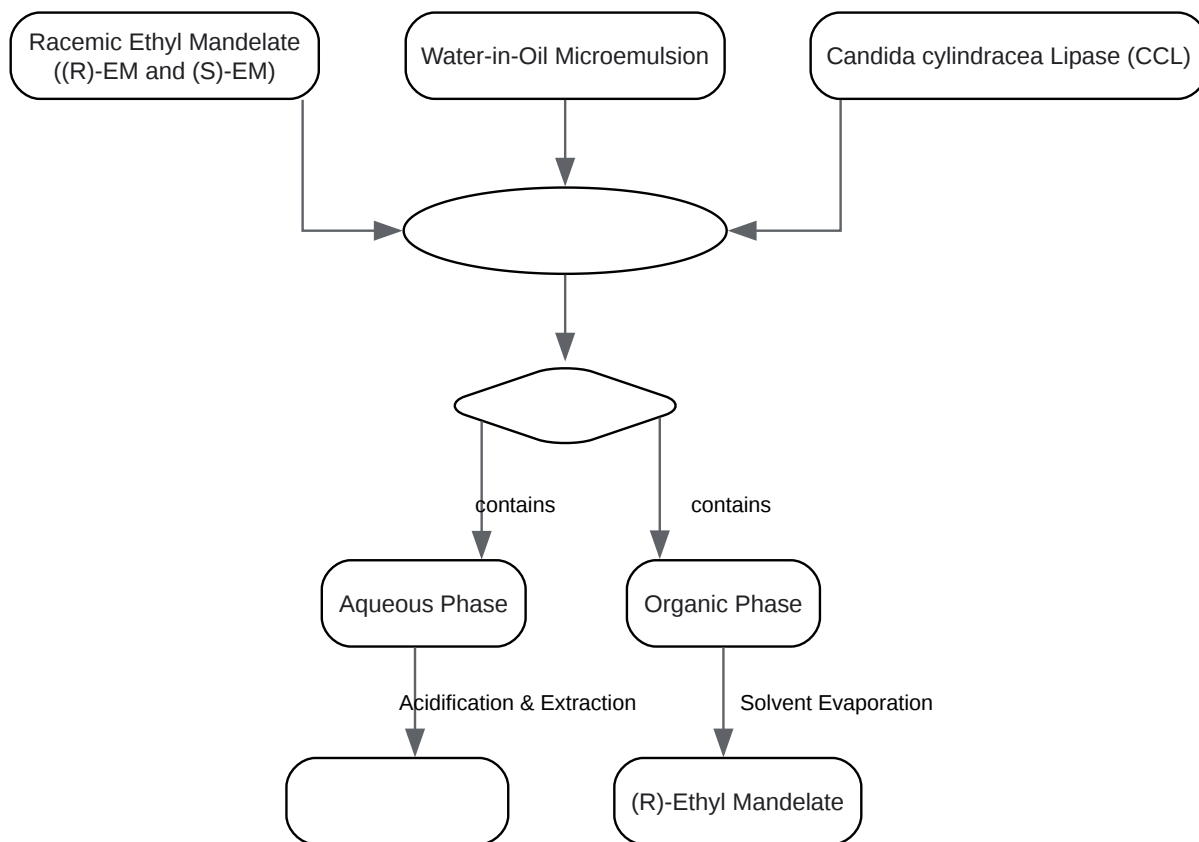 Racemic Ethyl Mandelate
((R)-EM and (S)-EM)
Water-in-Oil Microemulsion
Candida cylindracea Lipase (CCL)
contains
contains
Aqueous Phase
Organic Phase
Acidification & Extraction
Solvent Evaporation
(R)-Ethyl Mandelate